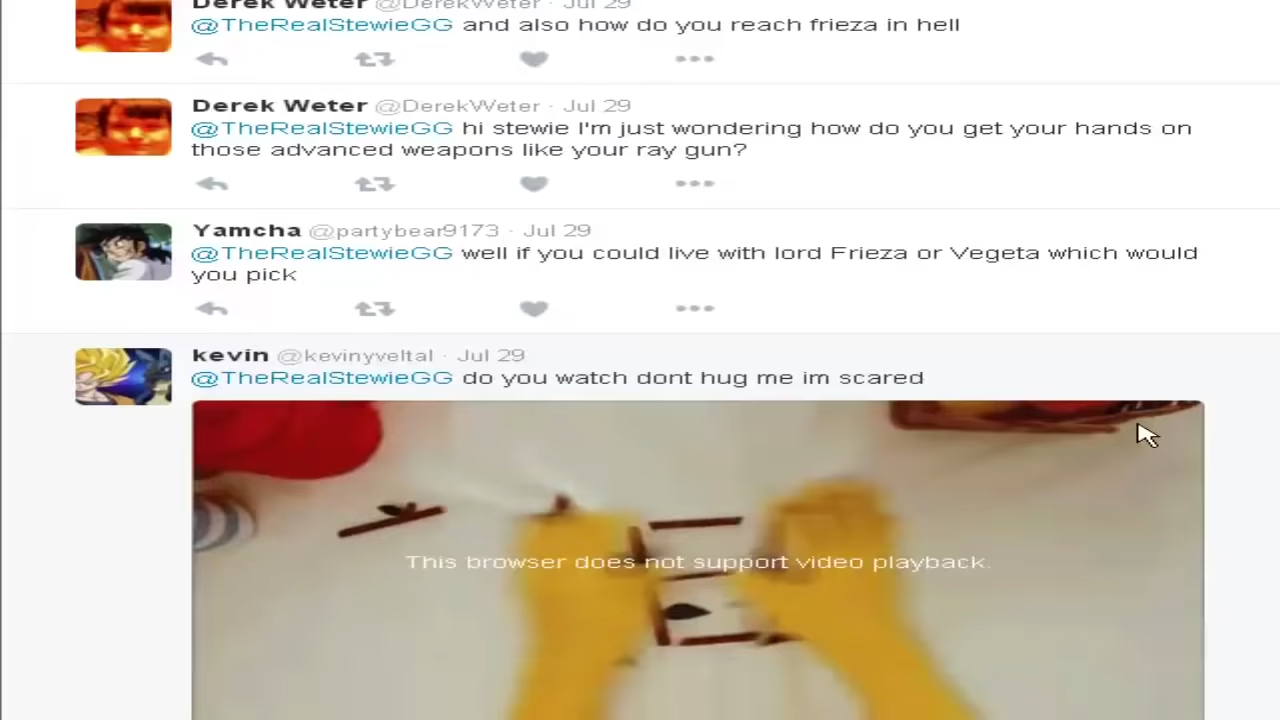 Derek Weter @DerekWeter · Jul 29
@TheRealStewieGG and also how do you reach frieza in hell
Derek Weter @DerekWeter · Jul 29
@TheRealStewieGG hi stewie I'm just wondering how do you get your hands on
those advanced weapons like your ray gun?
Yamcha @partybear9173 · Jul 29
@TheRealStewieGG well if you could live with lord Frieza or Vegeta which would
you pick
kevin @kevinyveltal · Jul 29
@TheRealStewieGG do you watch dont hug me im scared
This browser does not support video playback.